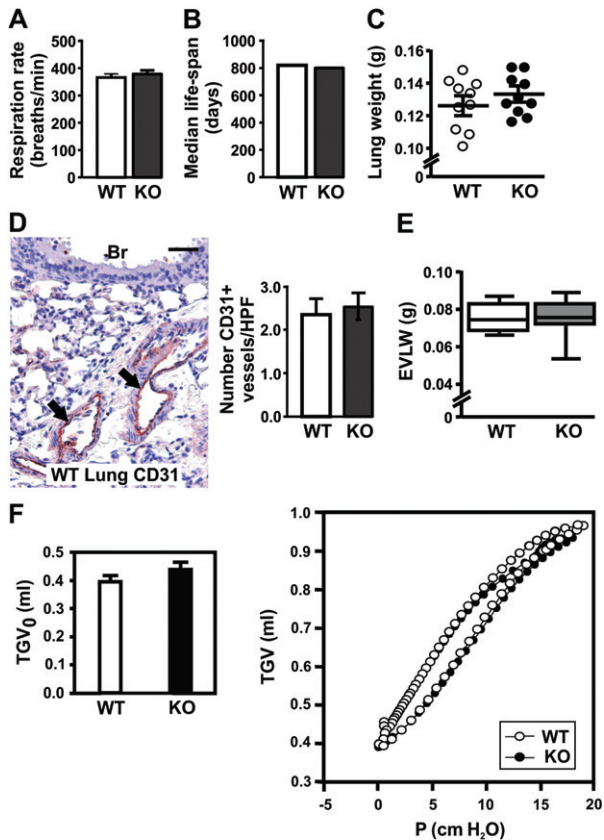 A
Respiration rate
(breaths/min)
500
400
300
200
100
0
WT KO
B
Median life-span
(days)
1000
800
600
400
200
0
WT KO
C
Lung weight (g)
0.16
0.14
0.12
0.10
0
WT KO
D
Br
WT Lung CD31
Number CD31+
vessels/HPF
3.0
2.0
1.0
0.0
WT KO
E
EVLW (g)
0.10
0.08
0.06
0.04
0
WT KO
F
TGV0 (ml)
0.5
0.4
0.3
0.2
0.1
0.0
WT KO
TGV (ml)
1.0
0.9
0.8
0.7
0.6
0.5
0.4
0.3
-5 0 5 10 15 20
P (cm H2O)
WT
KO